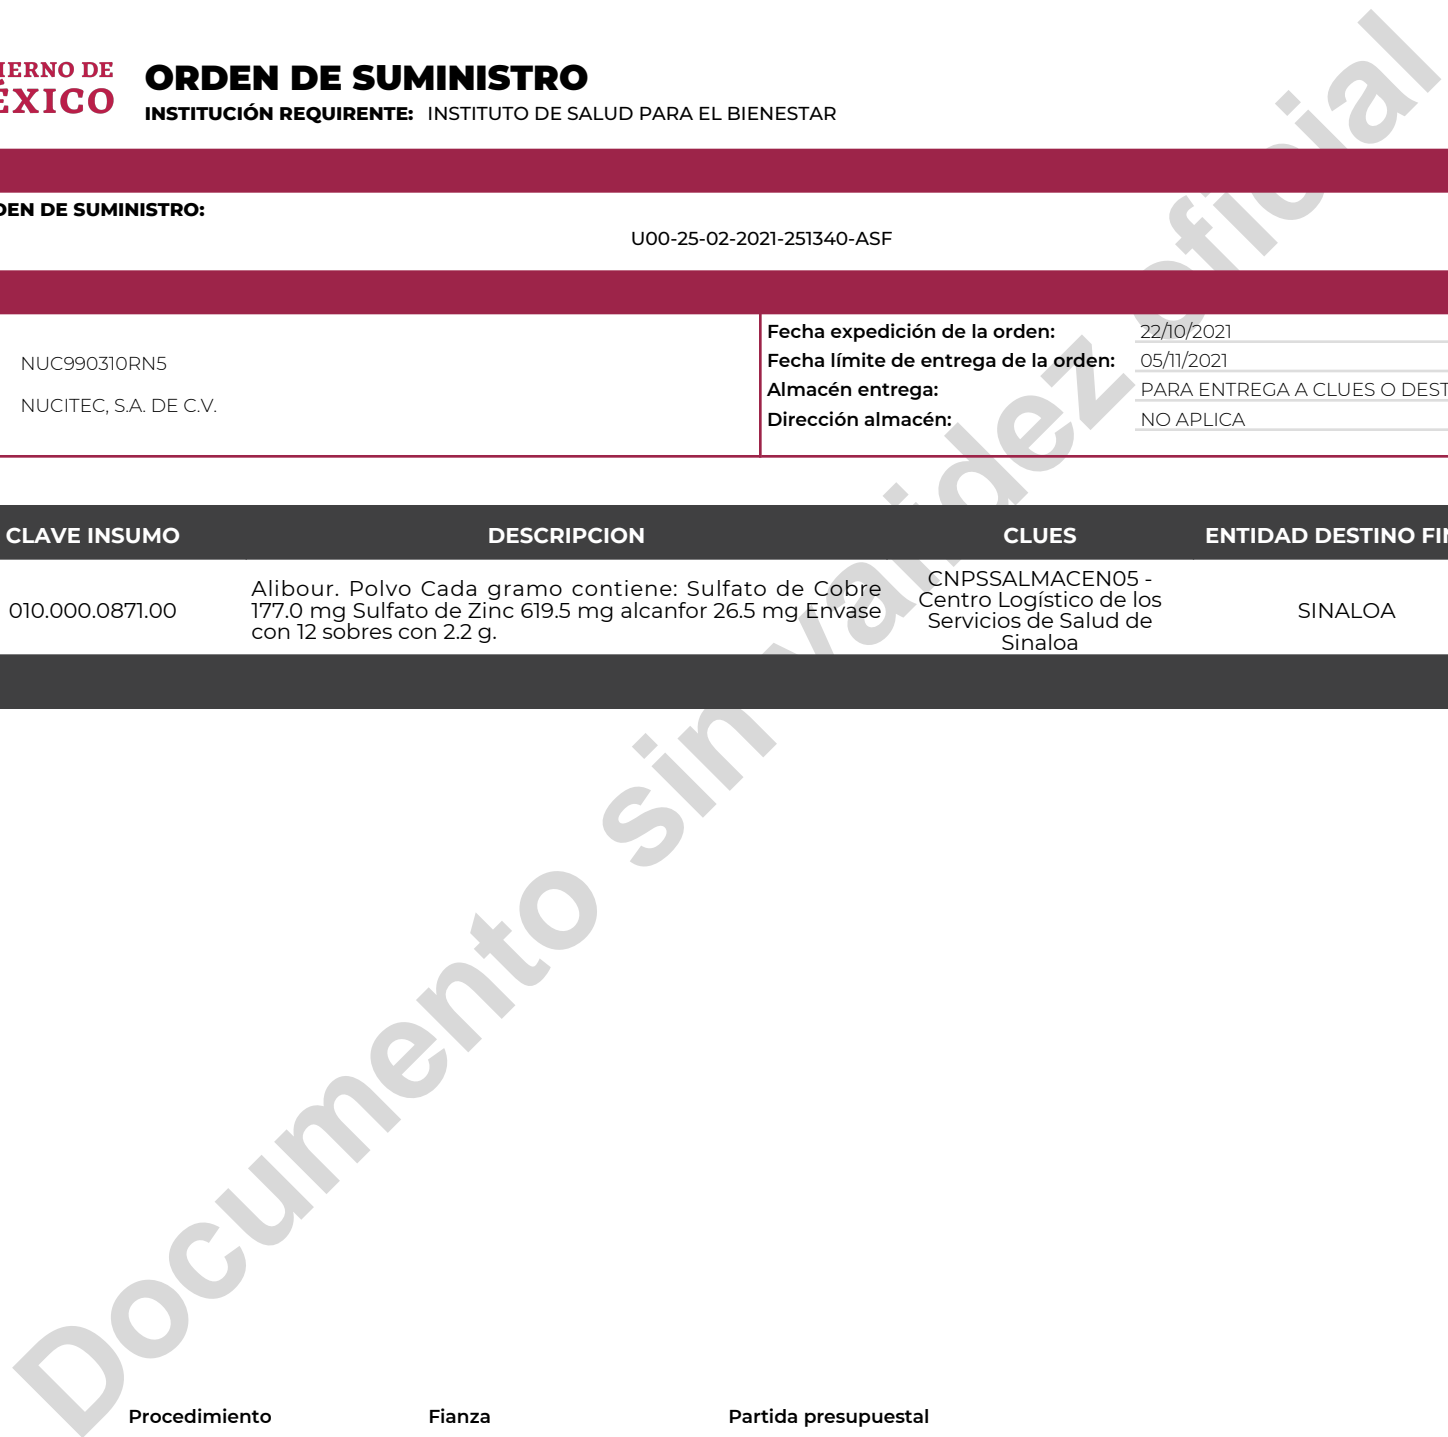 IERNO DE
ÉXICO
ORDEN DE SUMINISTRO
INSTITUCIÓN REQUIRENTE: INSTITUTO DE SALUD PARA EL BIENESTAR
DEN DE SUMINISTRO:
U00-25-02-2021-251340-ASF
NUC990310RN5
NUCITEC, S.A. DE C.V.
Fecha expedición de la orden: 22/10/2021
Fecha límite de entrega de la orden: 05/11/2021
Almacén entrega: PARA ENTREGA A CLUES O DEST
Dirección almacén: NO APLICA
CLAVE INSUMO DESCRIPCION CLUES ENTIDAD DESTINO FIN
010.000.0871.00
Alibour. Polvo Cada gramo contiene: Sulfato de Cobre
177.0 mg Sulfato de Zinc 619.5 mg alcanfor 26.5 mg Envase
con 12 sobres con 2.2 g.
CNPSSALMACEN05 -
Centro Logístico de los
Servicios de Salud de
Sinaloa
SINALOA
Documento sin validez oficial
Procedimiento Fianza Partida presupuestal